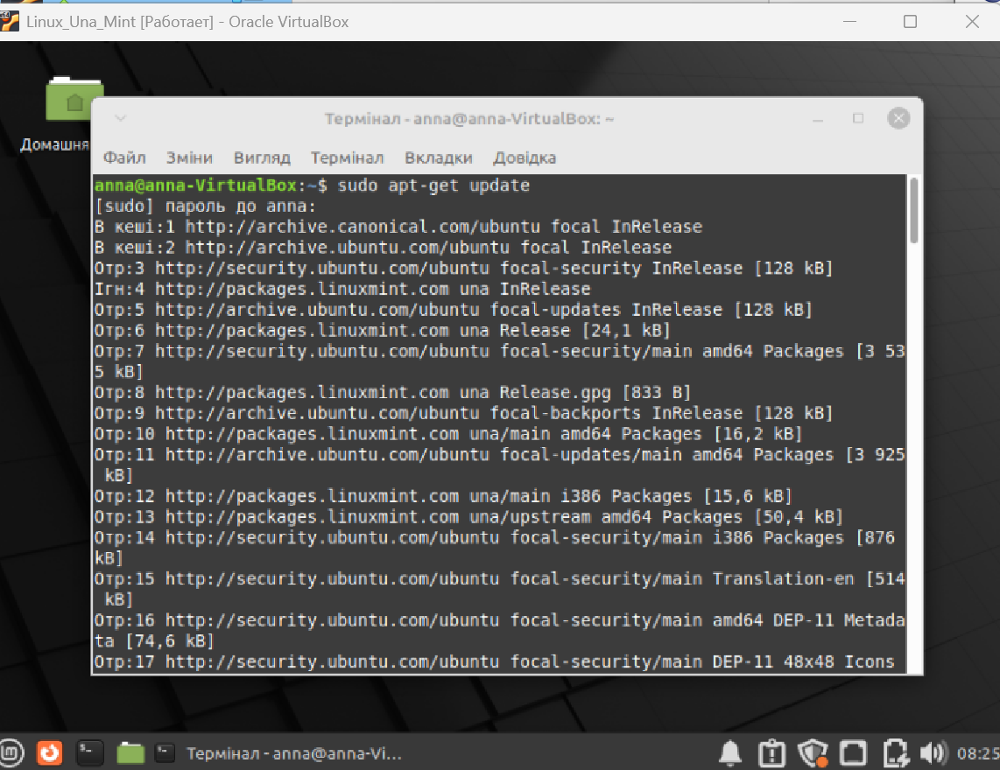 Linux_Una_Mint [Работает] - Oracle VirtualBox
Домашня
Термінал - anna@anna-VirtualBox: ~
Файл Зміни Вигляд Термінал Вкладки Довідка
anna@anna-VirtualBox:~$ sudo apt-get update
[sudo] пароль до anna:
В кеші:1 http://archive.canonical.com/ubuntu focal InRelease
В кеші:2 http://archive.ubuntu.com/ubuntu focal InRelease
Отр:3 http://security.ubuntu.com/ubuntu focal-security InRelease [128 kB]
Ігн:4 http://packages.linuxmint.com una InRelease
Отр:5 http://archive.ubuntu.com/ubuntu focal-updates InRelease [128 kB]
Отр:6 http://packages.linuxmint.com una Release [24,1 kB]
Отр:7 http://security.ubuntu.com/ubuntu focal-security/main amd64 Packages [3 53
5 kB]
Отр:8 http://packages.linuxmint.com una Release.gpg [833 B]
Отр:9 http://archive.ubuntu.com/ubuntu focal-backports InRelease [128 kB]
Отр:10 http://packages.linuxmint.com una/main amd64 Packages [16,2 kB]
Отр:11 http://archive.ubuntu.com/ubuntu focal-updates/main amd64 Packages [3 925
kB]
Отр:12 http://packages.linuxmint.com una/main i386 Packages [15,6 kB]
Отр:13 http://packages.linuxmint.com una/upstream amd64 Packages [50,4 kB]
Отр:14 http://security.ubuntu.com/ubuntu focal-security/main i386 Packages [876
kB]
Отр:15 http://security.ubuntu.com/ubuntu focal-security/main Translation-en [514
kB]
Отр:16 http://security.ubuntu.com/ubuntu focal-security/main amd64 DEP-11 Metada
ta [74,6 kB]
Отр:17 http://security.ubuntu.com/ubuntu focal-security/main DEP-11 48x48 Icons
Термінал - anna@anna-Vi...
08:25